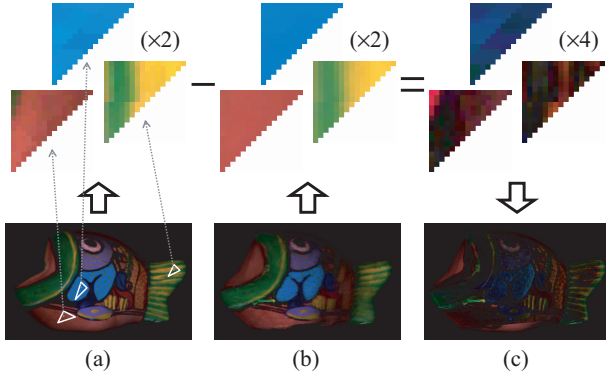 (×2) − (×2) = (×4)
(a) (b) (c)